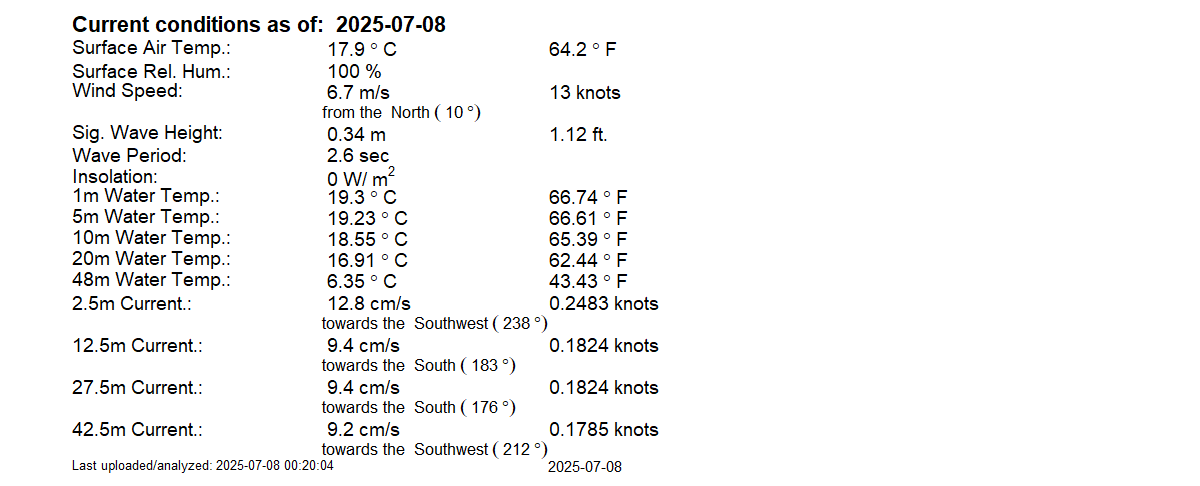 Current conditions as of: 2025-07-08
Surface Air Temp.: 17.9 ° C 64.2 ° F
Surface Rel. Hum.: 100 %
Wind Speed: 6.7 m/s 13 knots
from the North ( 10 °)
Sig. Wave Height: 0.34 m 1.12 ft.
Wave Period: 2.6 sec
Insolation: 0 W/ m²
1m Water Temp.: 19.3 ° C 66.74 ° F
5m Water Temp.: 19.23 ° C 66.61 ° F
10m Water Temp.: 18.55 ° C 65.39 ° F
20m Water Temp.: 16.91 ° C 62.44 ° F
48m Water Temp.: 6.35 ° C 43.43 ° F
2.5m Current.: 12.8 cm/s 0.2483 knots
towards the Southwest ( 238 °)
12.5m Current.: 9.4 cm/s 0.1824 knots
towards the South ( 183 °)
27.5m Current.: 9.4 cm/s 0.1824 knots
towards the South ( 176 °)
42.5m Current.: 9.2 cm/s 0.1785 knots
towards the Southwest ( 212 °)
Last uploaded/analyzed: 2025-07-08 00:20:04 2025-07-08